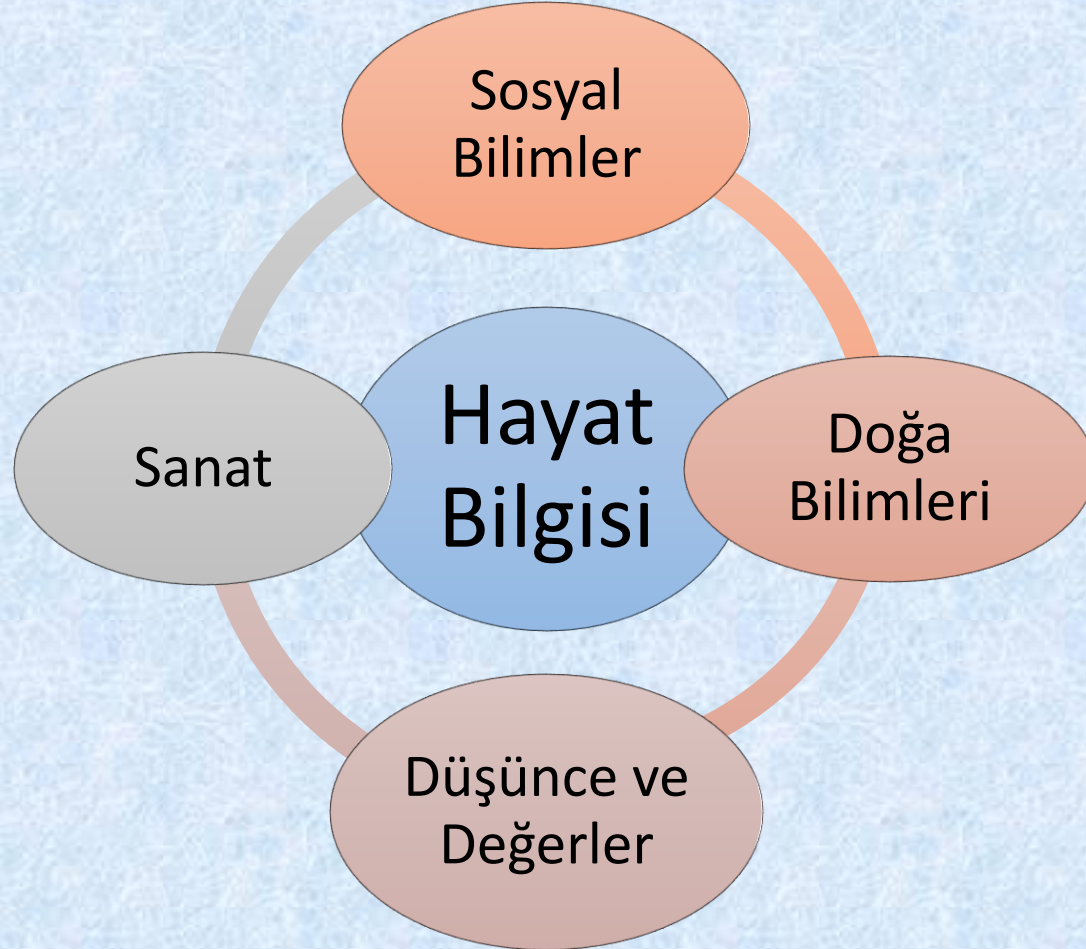 Sosyal
Bilimler
Hayat
Bilgisi
Sanat
Doğa
Bilimleri
Düşünce ve
Değerler